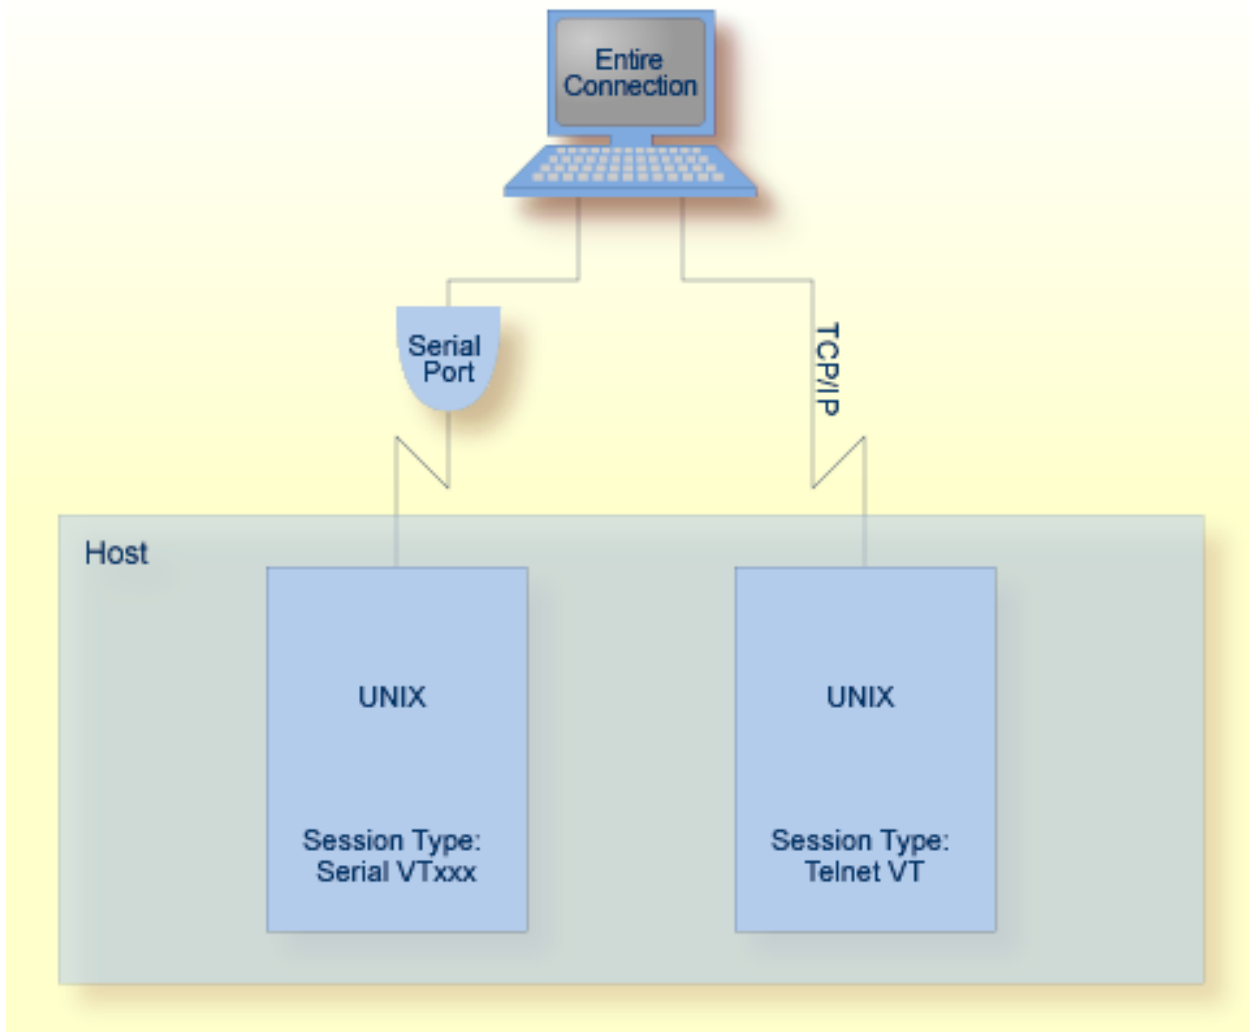 Entire
Connection
Serial
Port
TCP/IP
Host
UNIX
Session Type:
Serial VTxxx
UNIX
Session Type:
Telnet VT